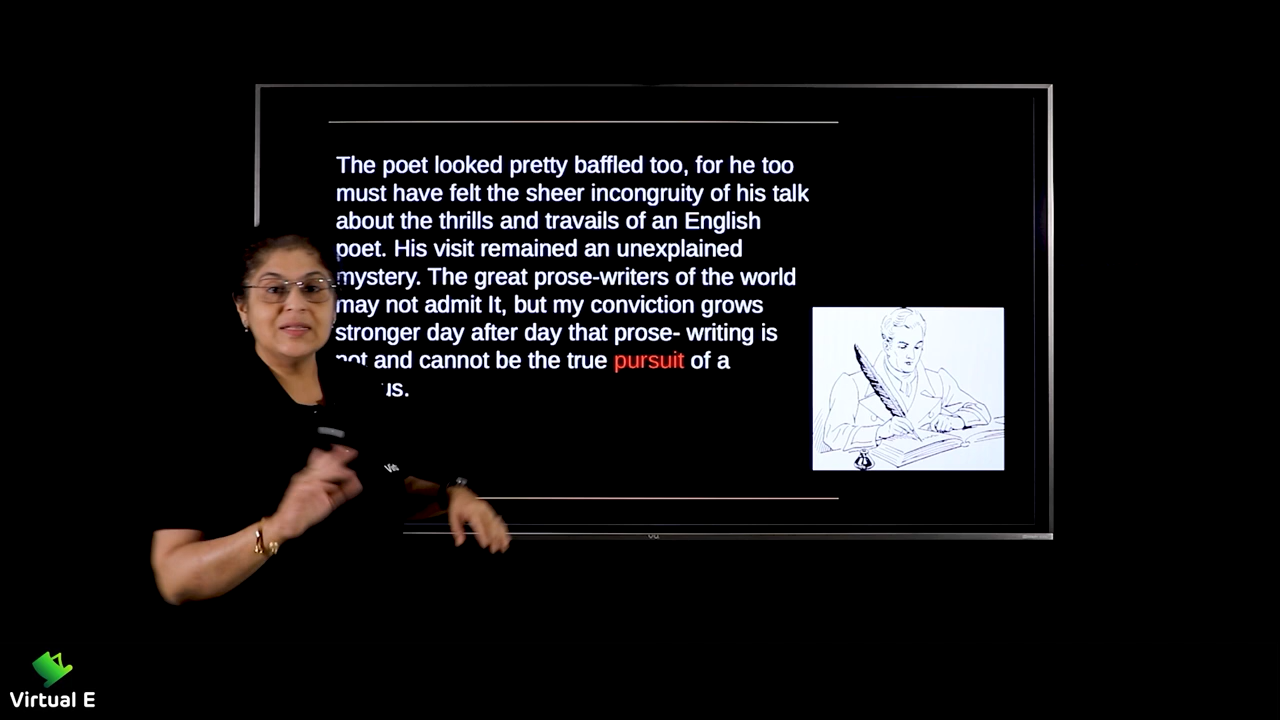 The poet looked pretty baffled too, for he too
must have felt the sheer incongruity of his talk
about the thrills and travails of an English
poet. His visit remained an unexplained
mystery. The great prose-writers of the world
may not admit It, but my conviction grows
stronger day after day that prose- writing is
not and cannot be the true pursuit of a
us.
VU
Virtual E